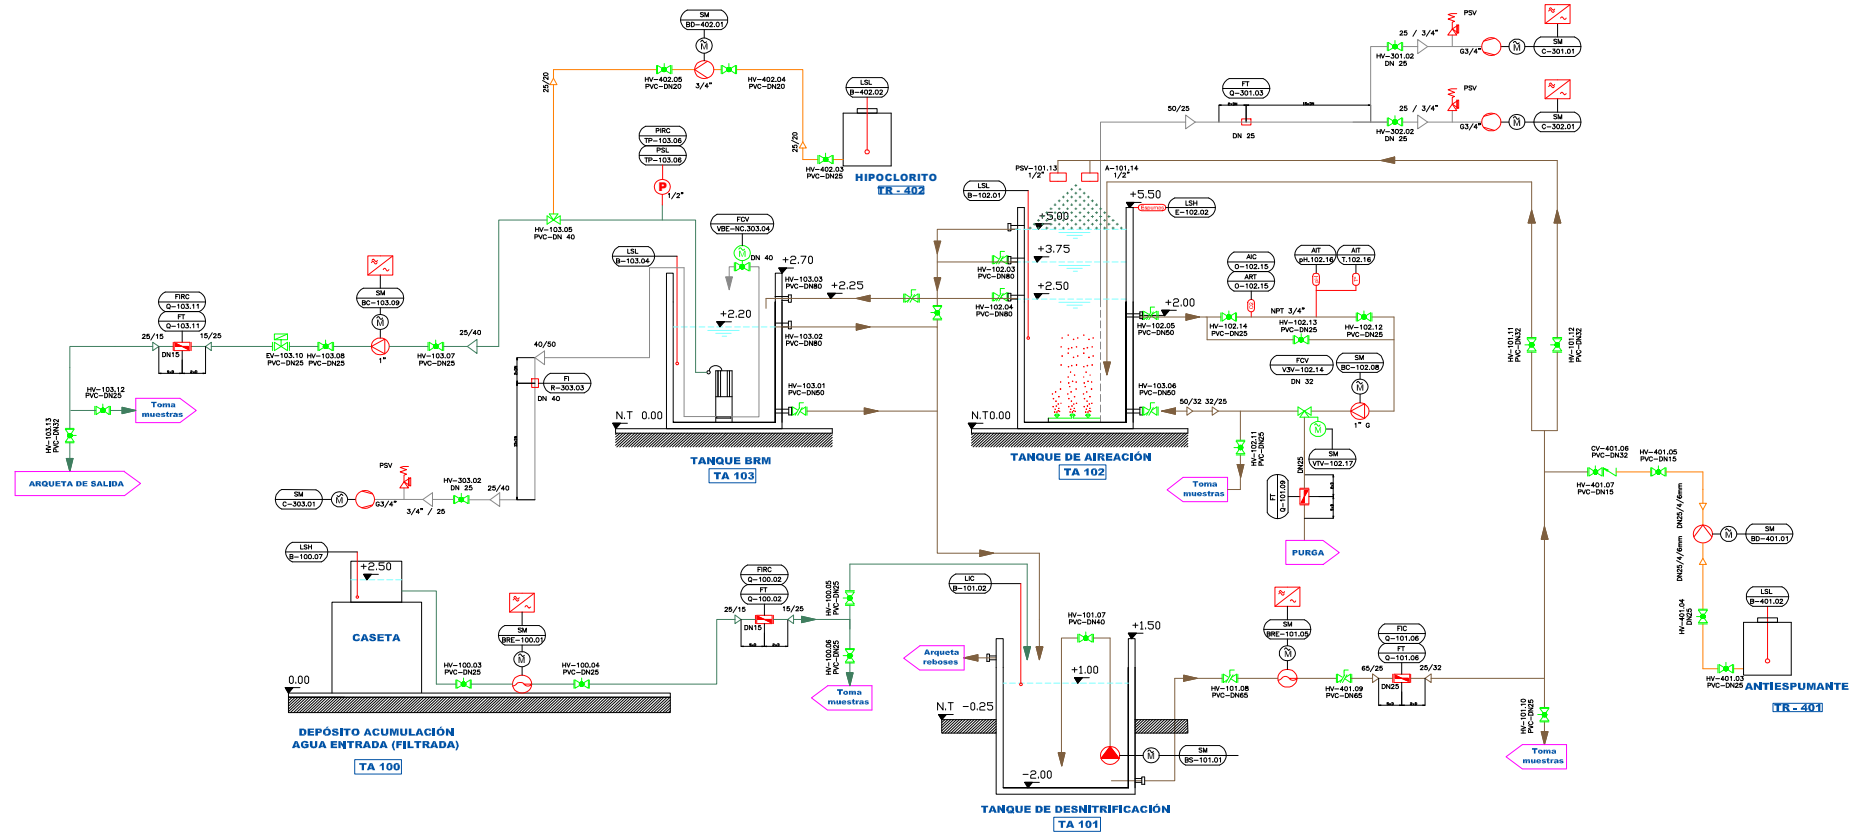 SM
BD-402.01
M
HV-402.05
PVC-DN20
3/4"
HV-402.04
PVC-DN20
25/20
25/20
LSL
B-402.02
HV-402.03
PVC-DN25
HIPOCLORITO
TR - 402
PIRC
TP-103.06
PSL
TP-103.06
P
1/2"
HV-103.05
PVC-DN 40
FCV
VBE-NC.303.04
M
DN 40
LSL
B-103.04
+2.70
HV-103.03
PVC-DN80
+2.25
+2.20
HV-103.02
PVC-DN80
HV-103.01
PVC-DN50
N.T 0.00
TANQUE BRM
TA 103
SM
BC-103.09
M
1"
FIRC
Q-103.11
FT
Q-103.11
25/15
DN15
15/25
EV-103.10
PVC-DN25
HV-103.08
PVC-DN25
HV-103.07
PVC-DN25
25/40
40/50
FI
R-303.03
DN 40
HV-103.12
PVC-DN25
Toma
muestras
HV-103.13
PVC-DN32
ARQUETA DE SALIDA
SM
C-303.01
M
G3/4"
PSV
3/4" / 25
HV-303.02
DN 25
25/40
FT
Q-301.03
50/25
DN 25
HV-301.02
DN 25
25 / 3/4"
PSV
G3/4"
M
SM
C-301.01
HV-302.02
DN 25
25 / 3/4"
PSV
G3/4"
M
SM
C-302.01
PSV-101.13
1/2"
A-101.14
1/2"
LSL
B-102.01
+5.50
LSH
E-102.02
+5.00
+3.75
+2.50
HV-102.03
PVC-DN80
HV-102.04
PVC-DN80
+2.00
HV-102.05
PVC-DN50
AIC
O-102.15
ART
O-102.15
AIT
pH.102.16
AIT
T.102.16
HV-102.14
PVC-DN25
NPT 3/4"
HV-102.13
PVC-DN25
HV-102.12
PVC-DN25
FCV
V3V-102.14
DN 32
SM
BC-102.08
M
1" G
HV-103.06
PVC-DN50
50/32
32/25
N.T0.00
TANQUE DE AIREACIÓN
TA 102
HV-102.11
PVC-DN25
Toma
muestras
M
SM
VTV-102.17
DN25
FT
Q-101.09
PURGA
HV-101.11
PVC-DN32
HV-101.12
PVC-DN32
CV-401.06
PVC-DN32
HV-401.05
PVC-DN15
HV-401.07
PVC-DN15
DN25/4/6mm
DN25/4/6mm
M
SM
BD-401.01
HV-401.04
DN25
LSL
B-401.02
HV-401.03
PVC-DN25
ANTIESPUMANTE
TR - 401
LSH
B-100.07
+2.50
CASETA
0.00
HV-100.03
PVC-DN25
SM
BRE-100.01
M
HV-100.04
PVC-DN25
FIRC
Q-100.02
FT
Q-100.02
25/15
DN15
15/25
HV-100.05
PVC-DN25
HV-100.06
PVC-DN25
Toma
muestras
DEPÓSITO ACUMULACIÓN
AGUA ENTRADA (FILTRADA)
TA 100
Arqueta
reboses
LIC
B-101.02
HV-101.07
PVC-DN40
+1.50
+1.00
N.T -0.25
-2.00
M
SM
BS-101.01
TANQUE DE DESNITRIFICACIÓN
TA 101
HV-101.08
PVC-DN65
SM
BRE-101.05
M
HV-401.09
PVC-DN65
FIC
Q-101.06
FT
Q-101.06
65/25
DN25
25/32
HV-101.10
PVC-DN25
Toma
muestras